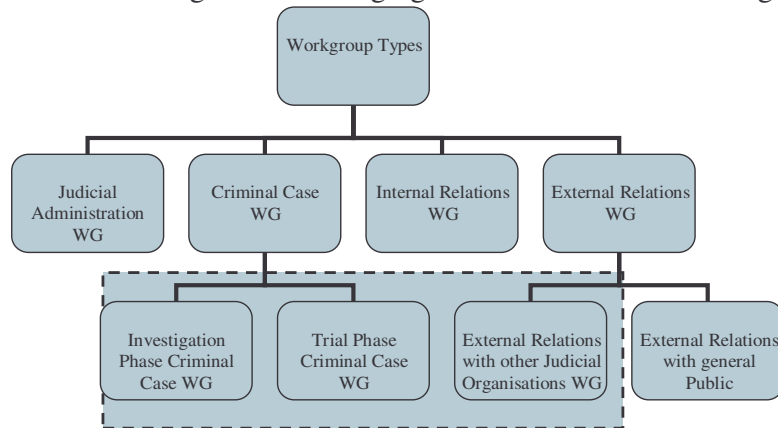 Workgroup Types
Judicial
Administration
WG
Criminal Case
WG
Internal Relations
WG
External Relations
WG
Investigation
Phase Criminal
Case WG
Trial Phase
Criminal Case
WG
External Relations
with other Judicial
Organisations WG
External Relations
with general
Public